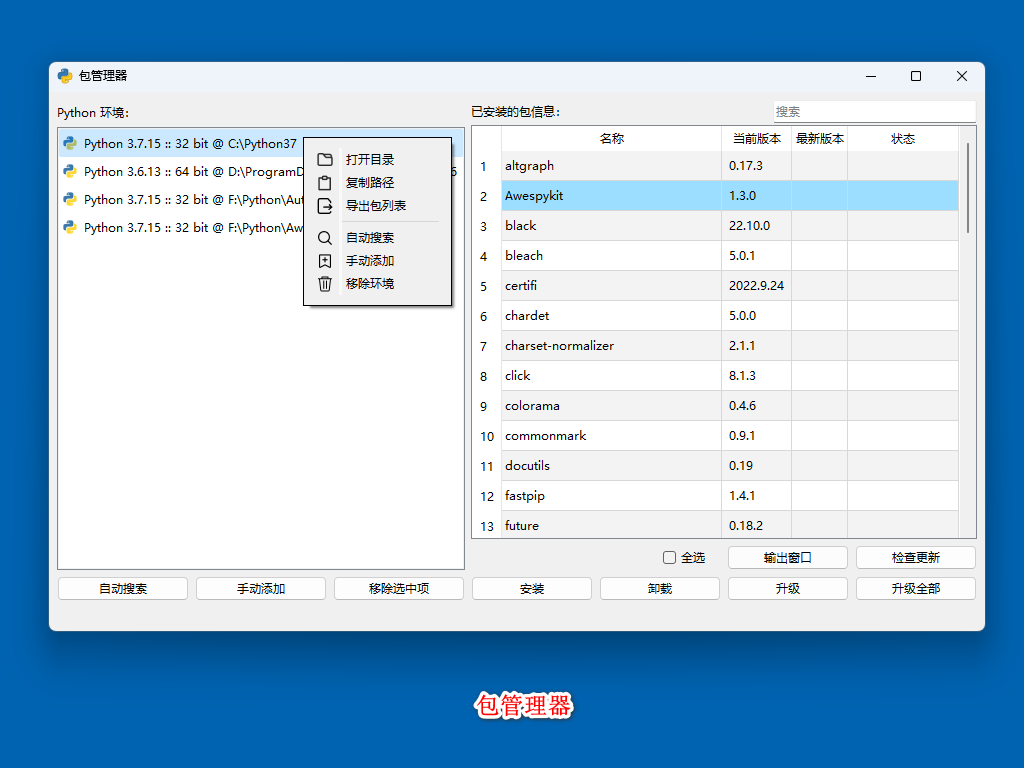 包管理器
Python 环境:
Python 3.7.15 :: 32 bit @ C:\Python37
Python 3.6.13 :: 64 bit @ D:\ProgramD
6
Python 3.7.15 :: 32 bit @ F:\Python\Aut
Python 3.7.15 :: 32 bit @ F:\Python\Aw
打开目录
复制路径
导出包列表
自动搜索
手动添加
移除环境
已安装的包信息:
搜索
名称 当前版本 最新版本 状态
1 altgraph 0.17.3
2 Awespykit 1.3.0
3 black 22.10.0
4 bleach 5.0.1
5 certifi 2022.9.24
6 chardet 5.0.0
7 charset-normalizer 2.1.1
8 click 8.1.3
9 colorama 0.4.6
10 commonmark 0.9.1
11 docutils 0.19
12 fastpip 1.4.1
13 future 0.18.2
全选 输出窗口 检查更新
自动搜索 手动添加 移除选中项 安装 卸载 升级 升级全部
包管理器